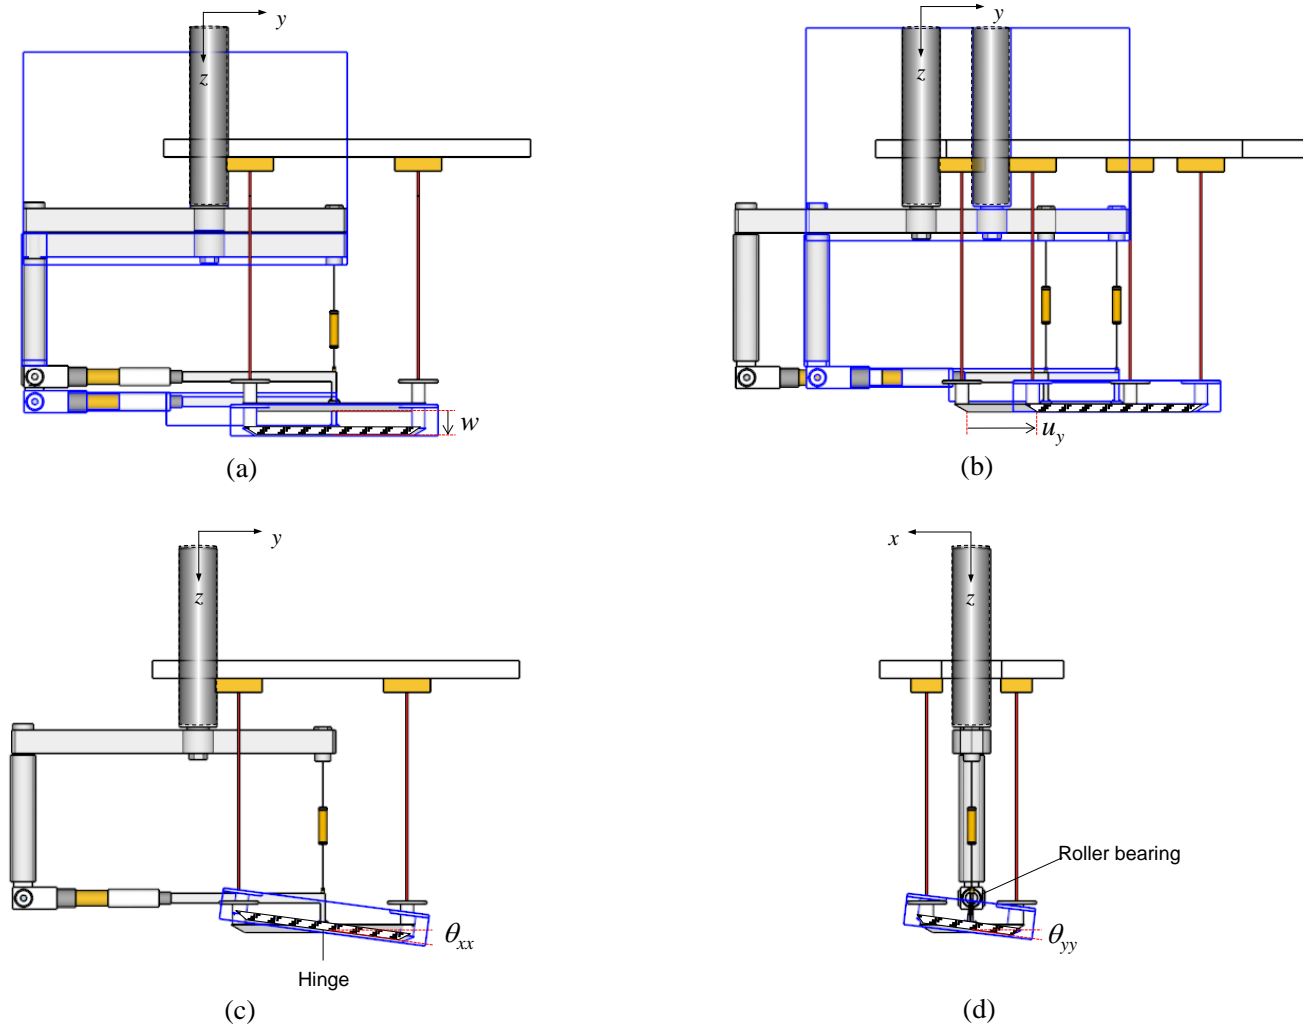 y
z
w
(a)
y
z
u_y
(b)
y
z
θ_xx
Hinge
(c)
x
z
Roller bearing
θ_yy
(d)